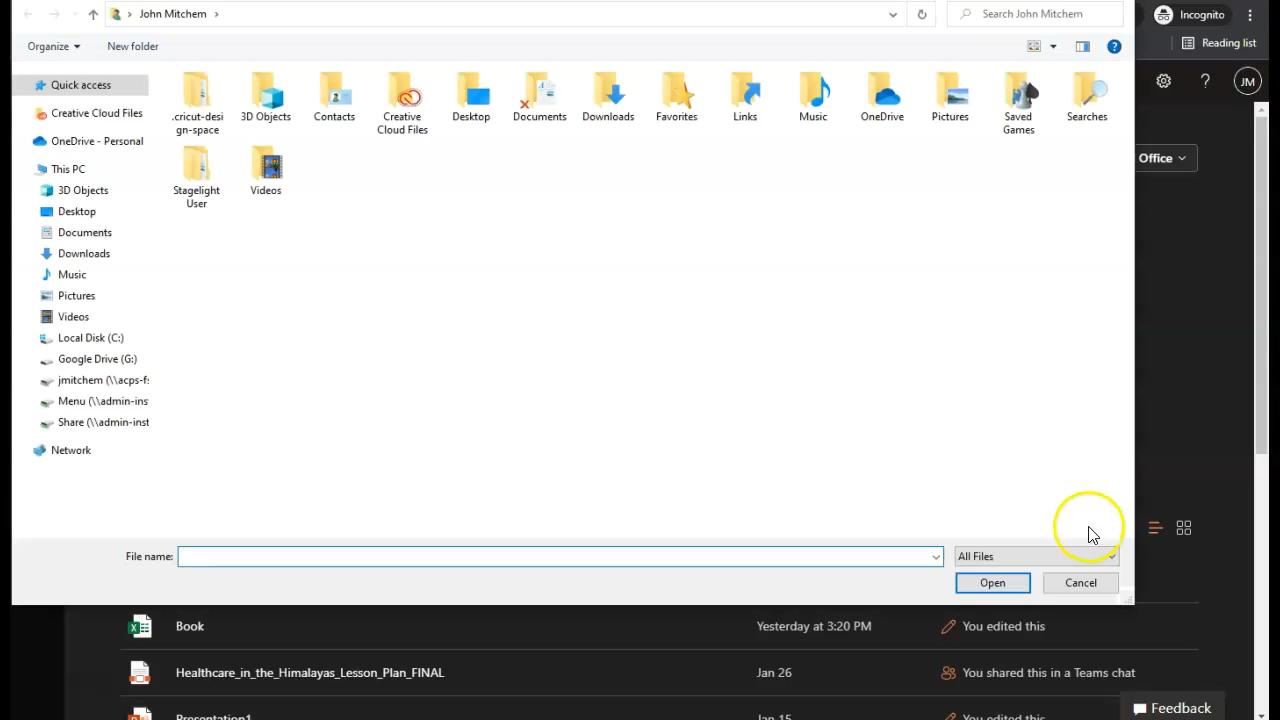 John Mitchem
Search John Mitchem
Incognito
Organize
New folder
Reading list
JM
Quick access
Creative Cloud Files
OneDrive - Personal
This PC
3D Objects
Desktop
Documents
Downloads
Music
Pictures
Videos
Local Disk (C:)
Google Drive (G:)
jmitchem (\\acps-f:
Menu (\\admin-ins
Share (\\admin-inst
Network
.cricut-desi
gn-space
3D Objects
Contacts
Creative
Cloud Files
Desktop
Documents
Downloads
Favorites
Links
Music
OneDrive
Pictures
Saved
Games
Searches
Stagelight
User
Videos
Office
File name:
All Files
Open
Cancel
Book
Yesterday at 3:20 PM
You edited this
Healthcare_in_the_Himalayas_Lesson_Plan_FINAL
Jan 26
You shared this in a Teams chat
Presentation1
Jan 15
You edited this
Feedback